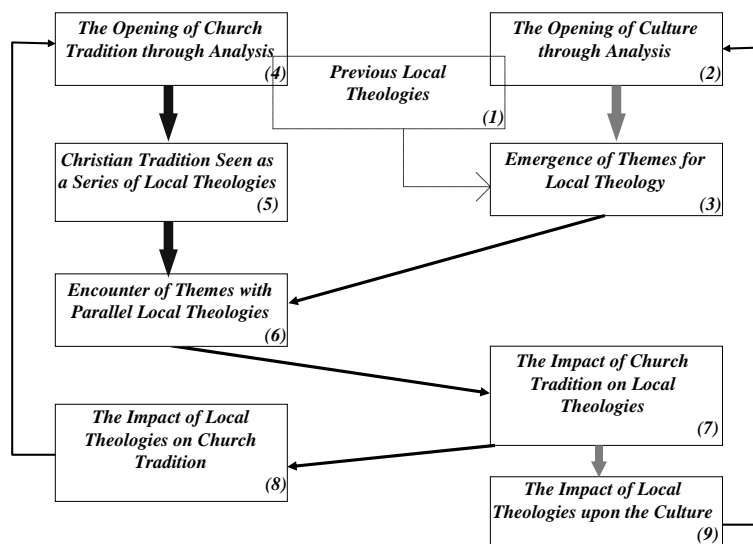 The Opening of Church
Tradition through Analysis
(4)
The Opening of Culture
through Analysis
(2)
Previous Local
Theologies
(1)
Christian Tradition Seen as
a Series of Local Theologies
(5)
Emergence of Themes for
Local Theology
(3)
Encounter of Themes with
Parallel Local Theologies
(6)
The Impact of Church
Tradition on Local
Theologies
(7)
The Impact of Local
Theologies on Church
Tradition
(8)
The Impact of Local
Theologies upon the Culture
(9)